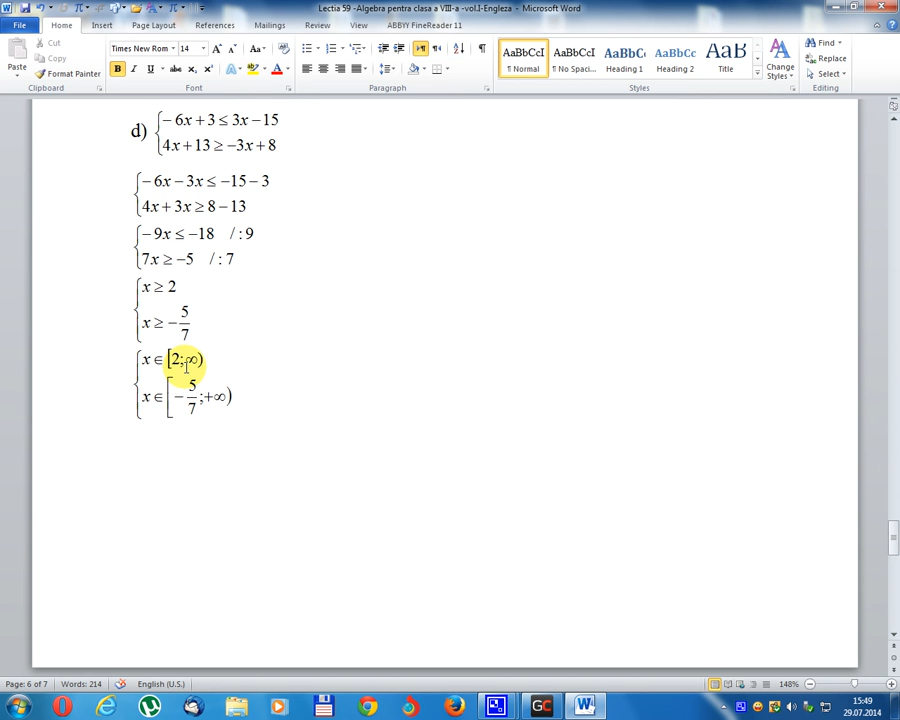 Lectia 59 -Algebra pentra clasa a VIII-a -vol.I-Engleza - Microsoft Word
File Home Insert Page Layout References Mailings Review View ABBYY FineReader 11
Cut Times New Rom 14 Aa AaBbCcI AaBbCcI AaBbCc AaBbCc AaB Find
Copy Replace
Paste Format Painter B I U ¶ Normal ¶ No Spaci... Heading 1 Heading 2 Title Change Styles Select
Clipboard Font Paragraph Styles Editing
d) { −6x + 3 ≤ 3x − 15
4x + 13 ≥ −3x + 8
{ −6x − 3x ≤ −15 − 3
4x + 3x ≥ 8 − 13
{ −9x ≤ −18 / : 9
7x ≥ −5 / : 7
{ x ≥ 2
x ≥ −5/7
{ x ∈ [2;∞)
x ∈ [−5/7;+∞)
Page: 6 of 7 Words: 214 English (U.S.) 148%
15:49
29.07.2014